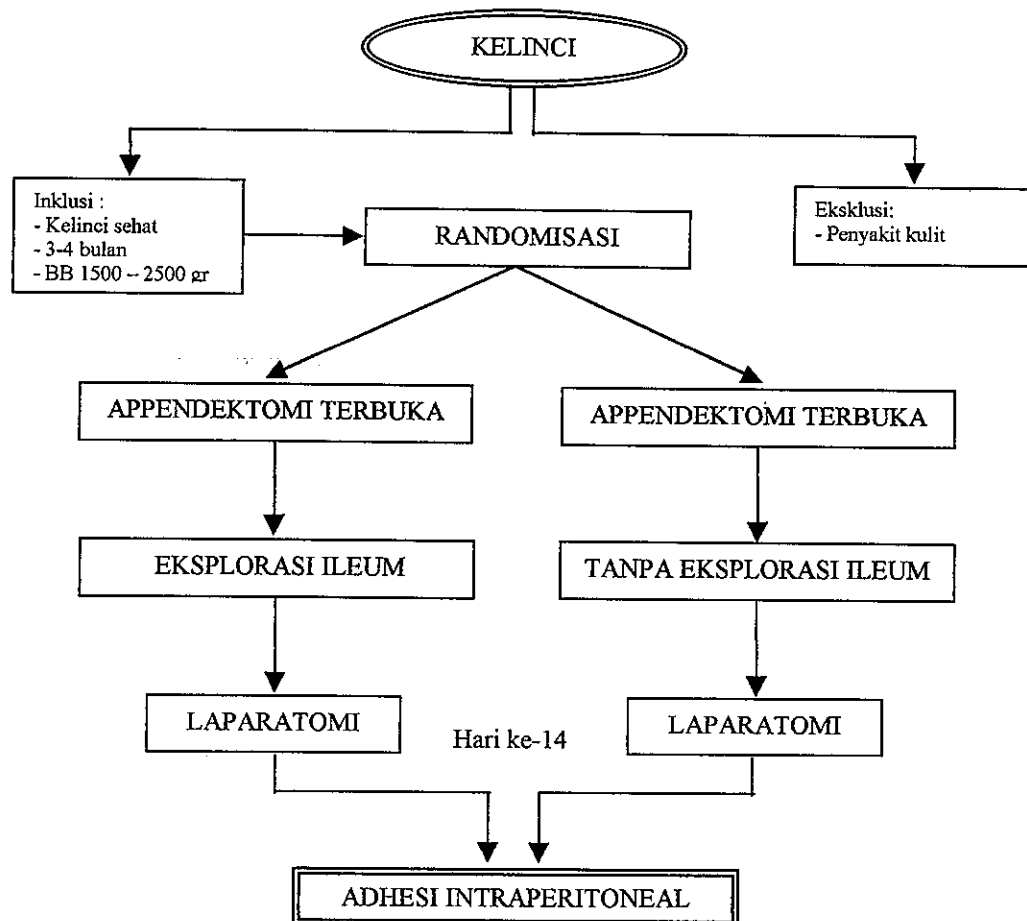 KELINCI
Inklusi :
- Kelinci sehat
- 3-4 bulan
- BB 1500 – 2500 gr
RANDOMISASI
Eksklusi:
- Penyakit kulit
APPENDEKTOMI TERBUKA
APPENDEKTOMI TERBUKA
EKSPLORASI ILEUM
TANPA EKSPLORASI ILEUM
LAPARATOMI
Hari ke-14
LAPARATOMI
ADHESI INTRAPERITONEAL